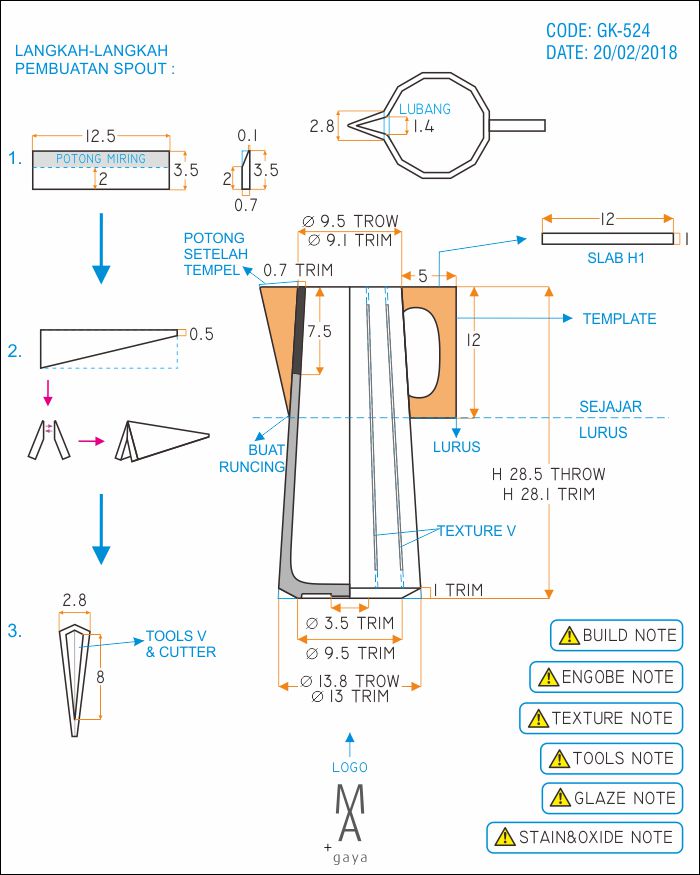 LANGKAH-LANGKAH
PEMBUATAN SPOUT :
CODE: GK-524
DATE: 20/02/2018
1.
12.5
POTONG MIRING
2
3.5
0.1
2
3.5
0.7
LUBANG
2.8
1.4
Ø 9.5 THROW
Ø 9.1 TRIM
POTONG
SETELAH
TEMPEL
0.7 TRIM
5
12
1
SLAB H1
7.5
12
TEMPLATE
2.
0.5
SEJAJAR
LURUS
BUAT
RUNCING
LURUS
H 28.5 THROW
H 28.1 TRIM
TEXTURE V
1 TRIM
3.
2.8
8
TOOLS V
& CUTTER
Ø 3.5 TRIM
Ø 9.5 TRIM
Ø 13.8 THROW
Ø 13 TRIM
BUILD NOTE
ENGOBE NOTE
TEXTURE NOTE
TOOLS NOTE
GLAZE NOTE
STAIN&OXIDE NOTE
LOGO
MA
+
gaya